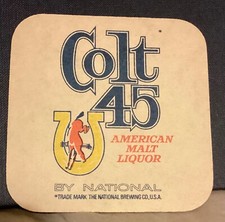 Colt
45
AMERICAN
MALT
LIQUOR
BY NATIONAL
*TRADE MARK THE NATIONAL BREWING CO., U.S.A.